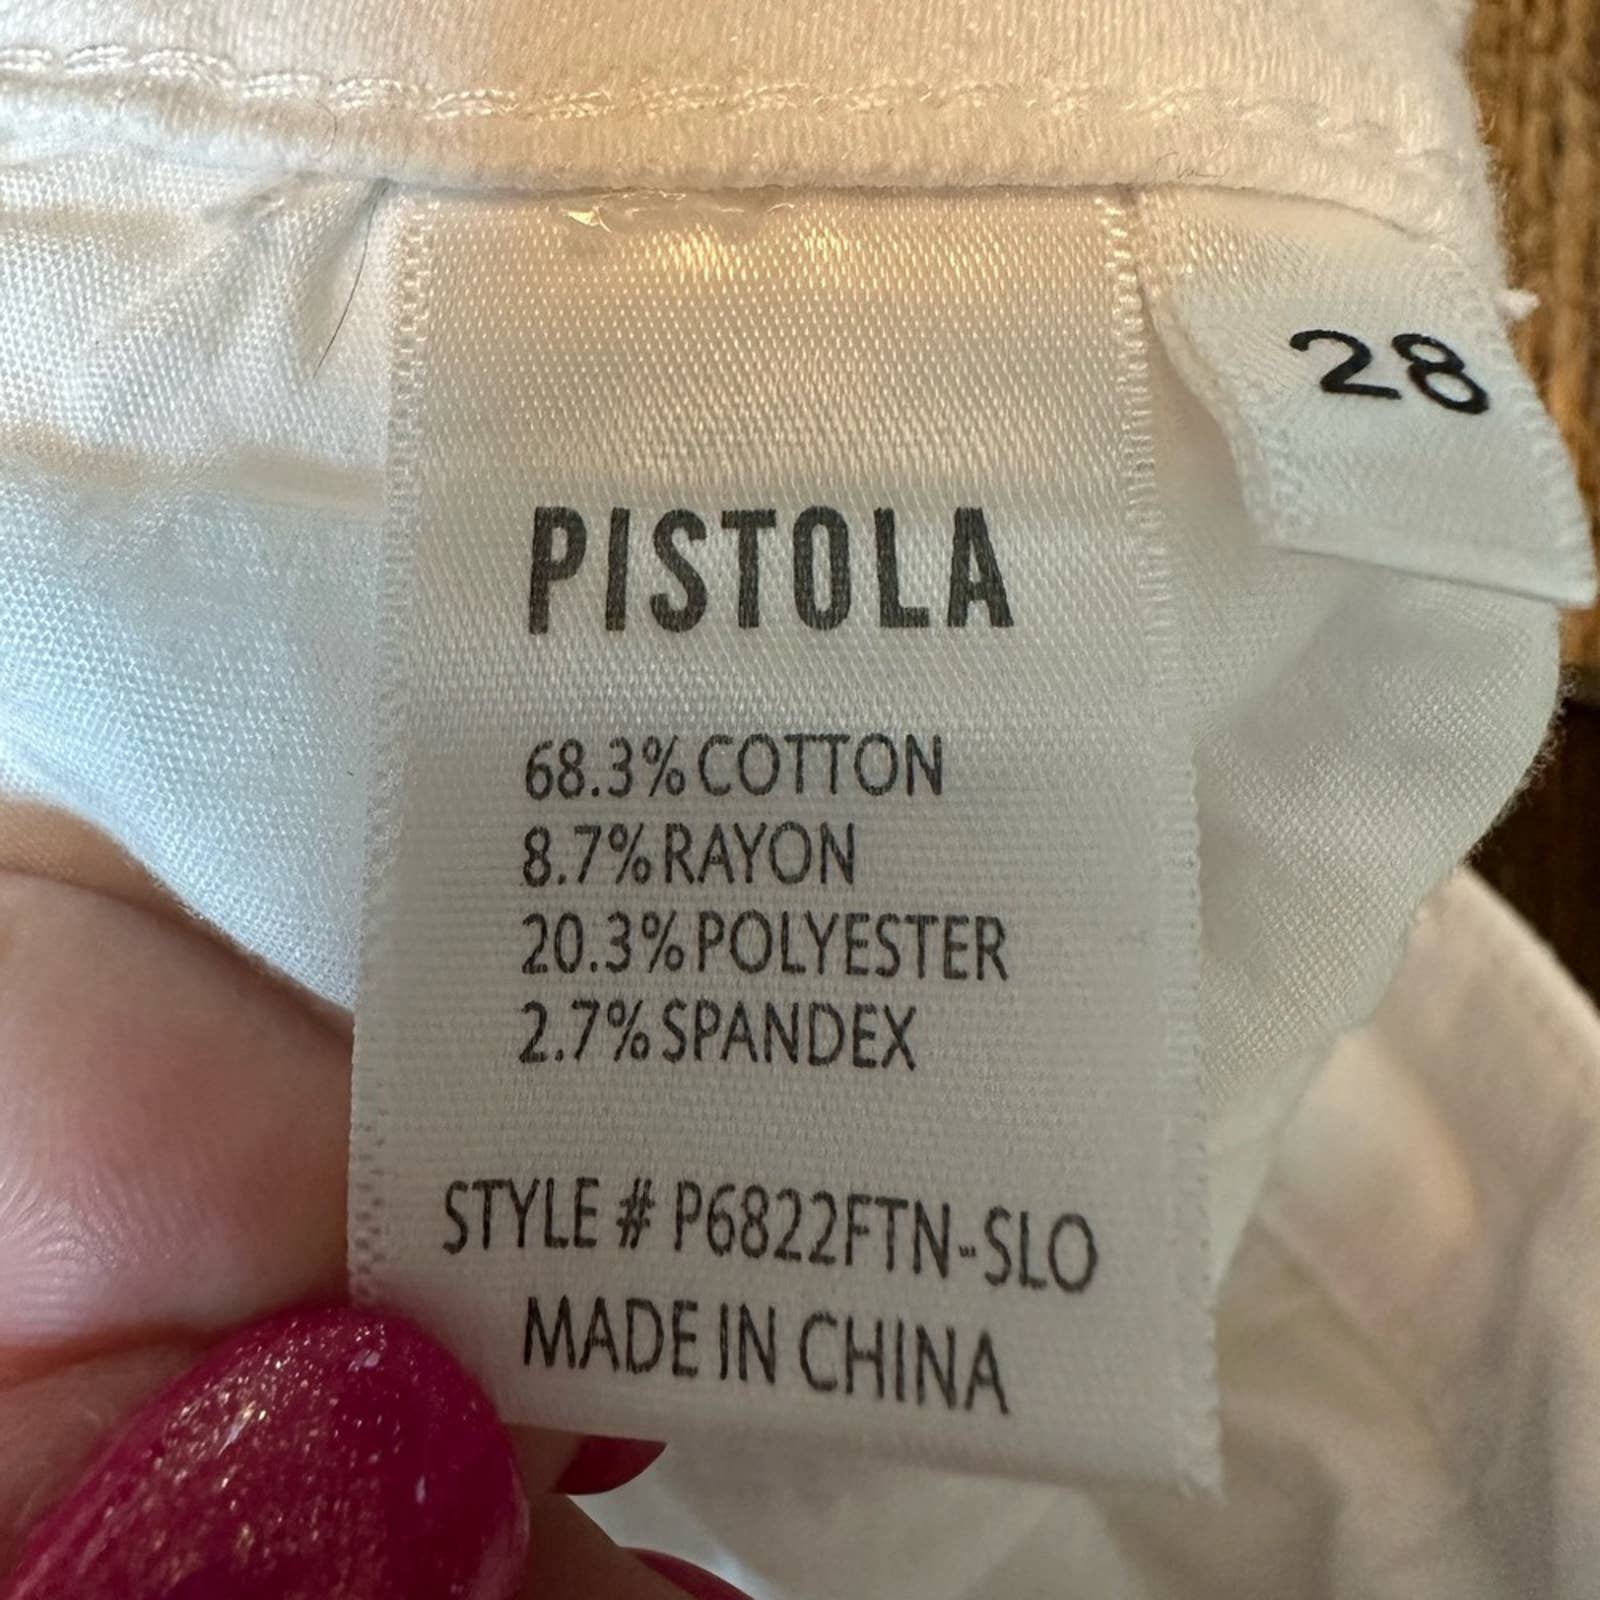 28
PISTOLA
68.3% COTTON
8.7% RAYON
20.3% POLYESTER
2.7% SPANDEX
STYLE # P6822FTN-SLO
MADE IN CHINA